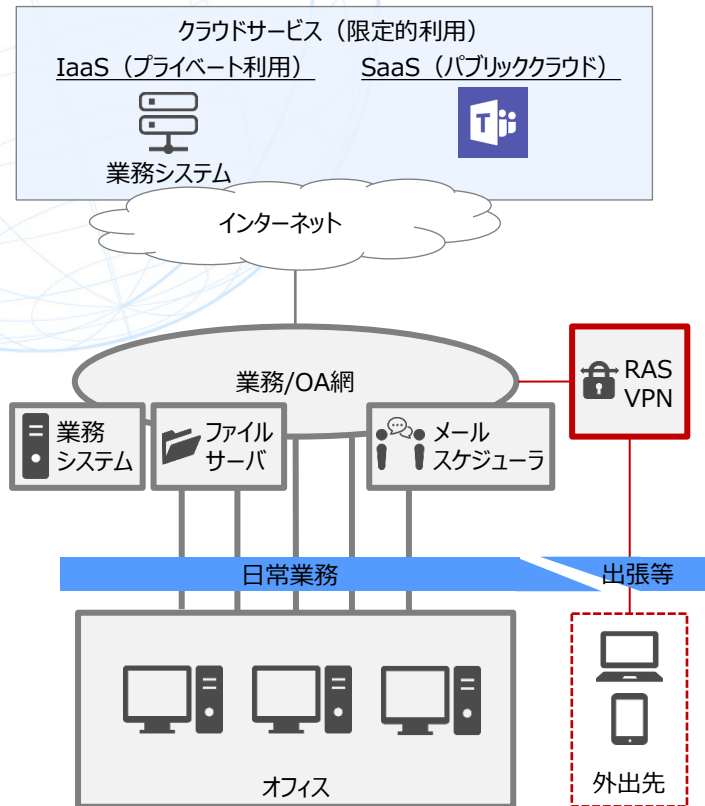 クラウドサービス（限定的利用）
IaaS（プライベート利用）
SaaS（パブリッククラウド）
T
業務システム
インターネット
業務/OA網
RAS
VPN
業務
システム
ファイル
サーバ
メール
スケジューラ
日常業務
出張等
オフィス
外出先